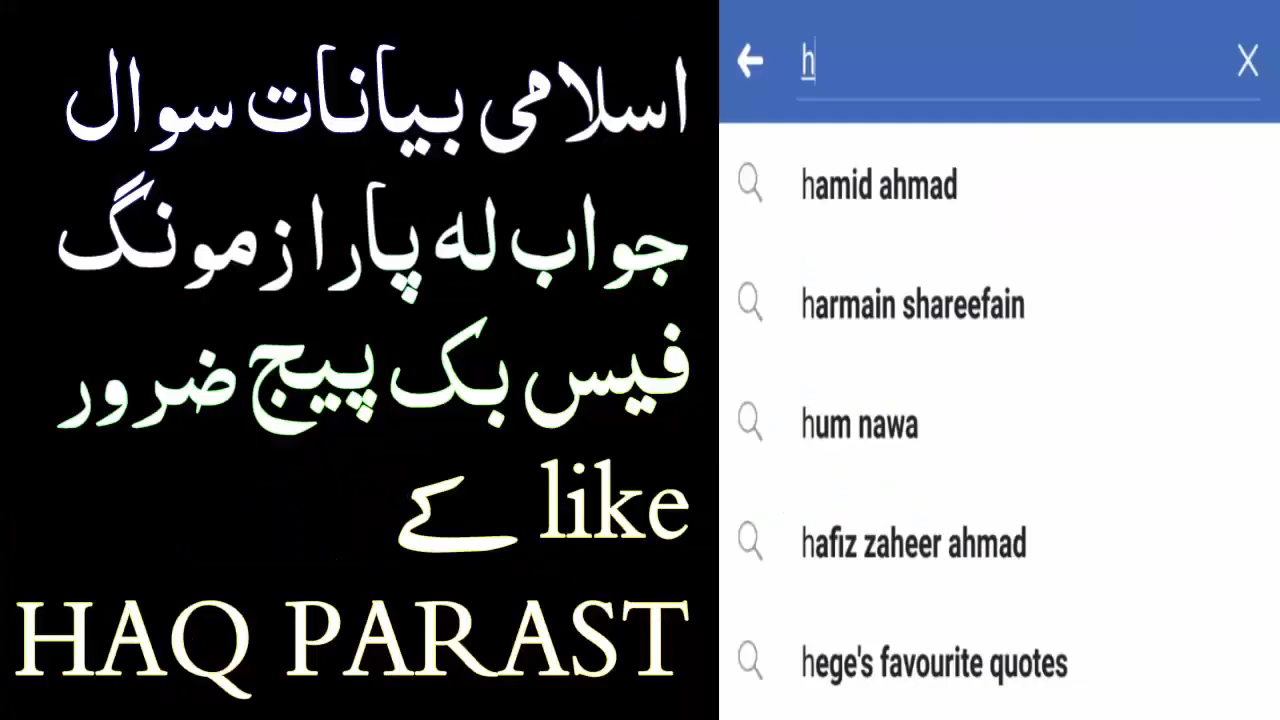 اسلامی بیانات سوال
جواب له پارا زمونگ
فیس بک پیج ضرور
like کے
HAQ PARAST
h
hamid ahmad
harmain shareefain
hum nawa
hafiz zaheer ahmad
hege's favourite quotes